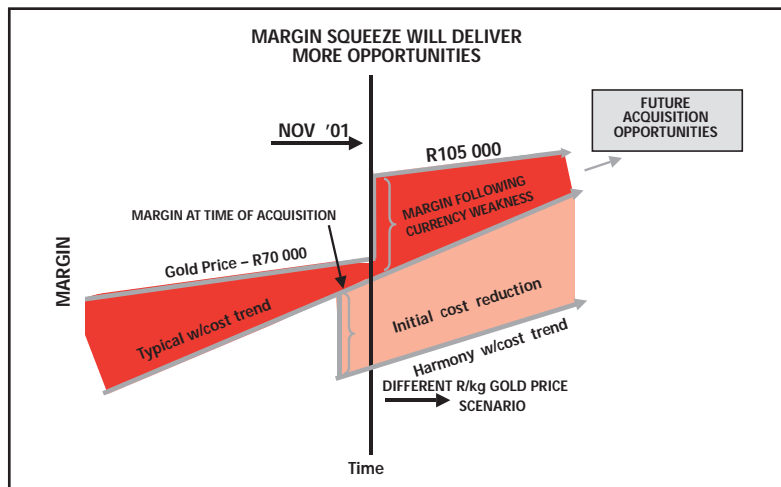 MARGIN SQUEEZE WILL DELIVER
MORE OPPORTUNITIES
FUTURE
ACQUISITION
OPPORTUNITIES
NOV '01
R105 000
MARGIN FOLLOWING
CURRENCY WEAKNESS
MARGIN AT TIME OF ACQUISITION
Gold Price – R70 000
MARGIN
Typical w/cost trend
Initial cost reduction
Harmony w/cost trend
DIFFERENT R/kg GOLD PRICE
SCENARIO
Time